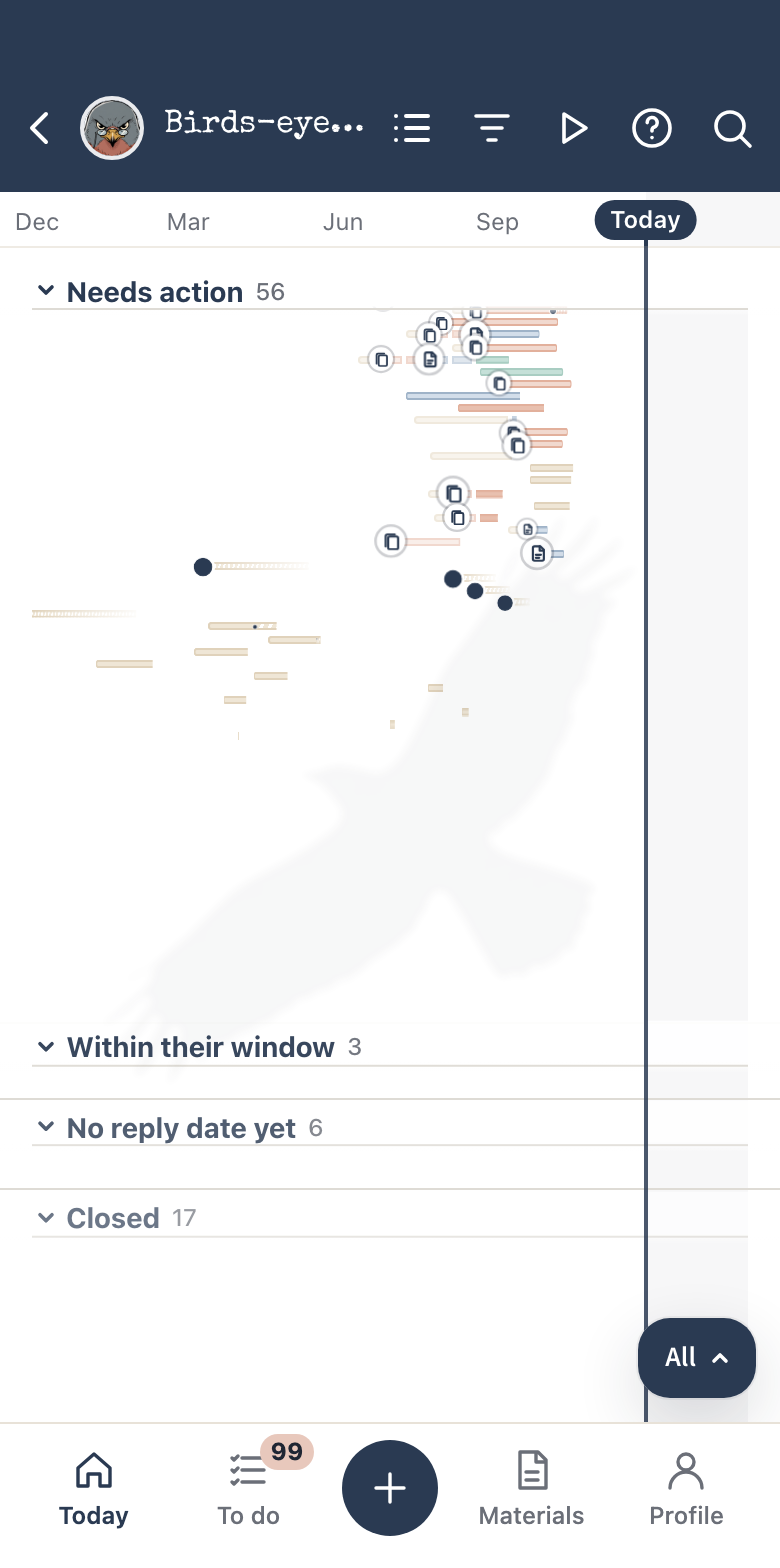 Birds-eye...
Dec Mar Jun Sep Today
Needs action 56
Within their window 3
No reply date yet 6
Closed 17
All
99
Today To do Materials Profile